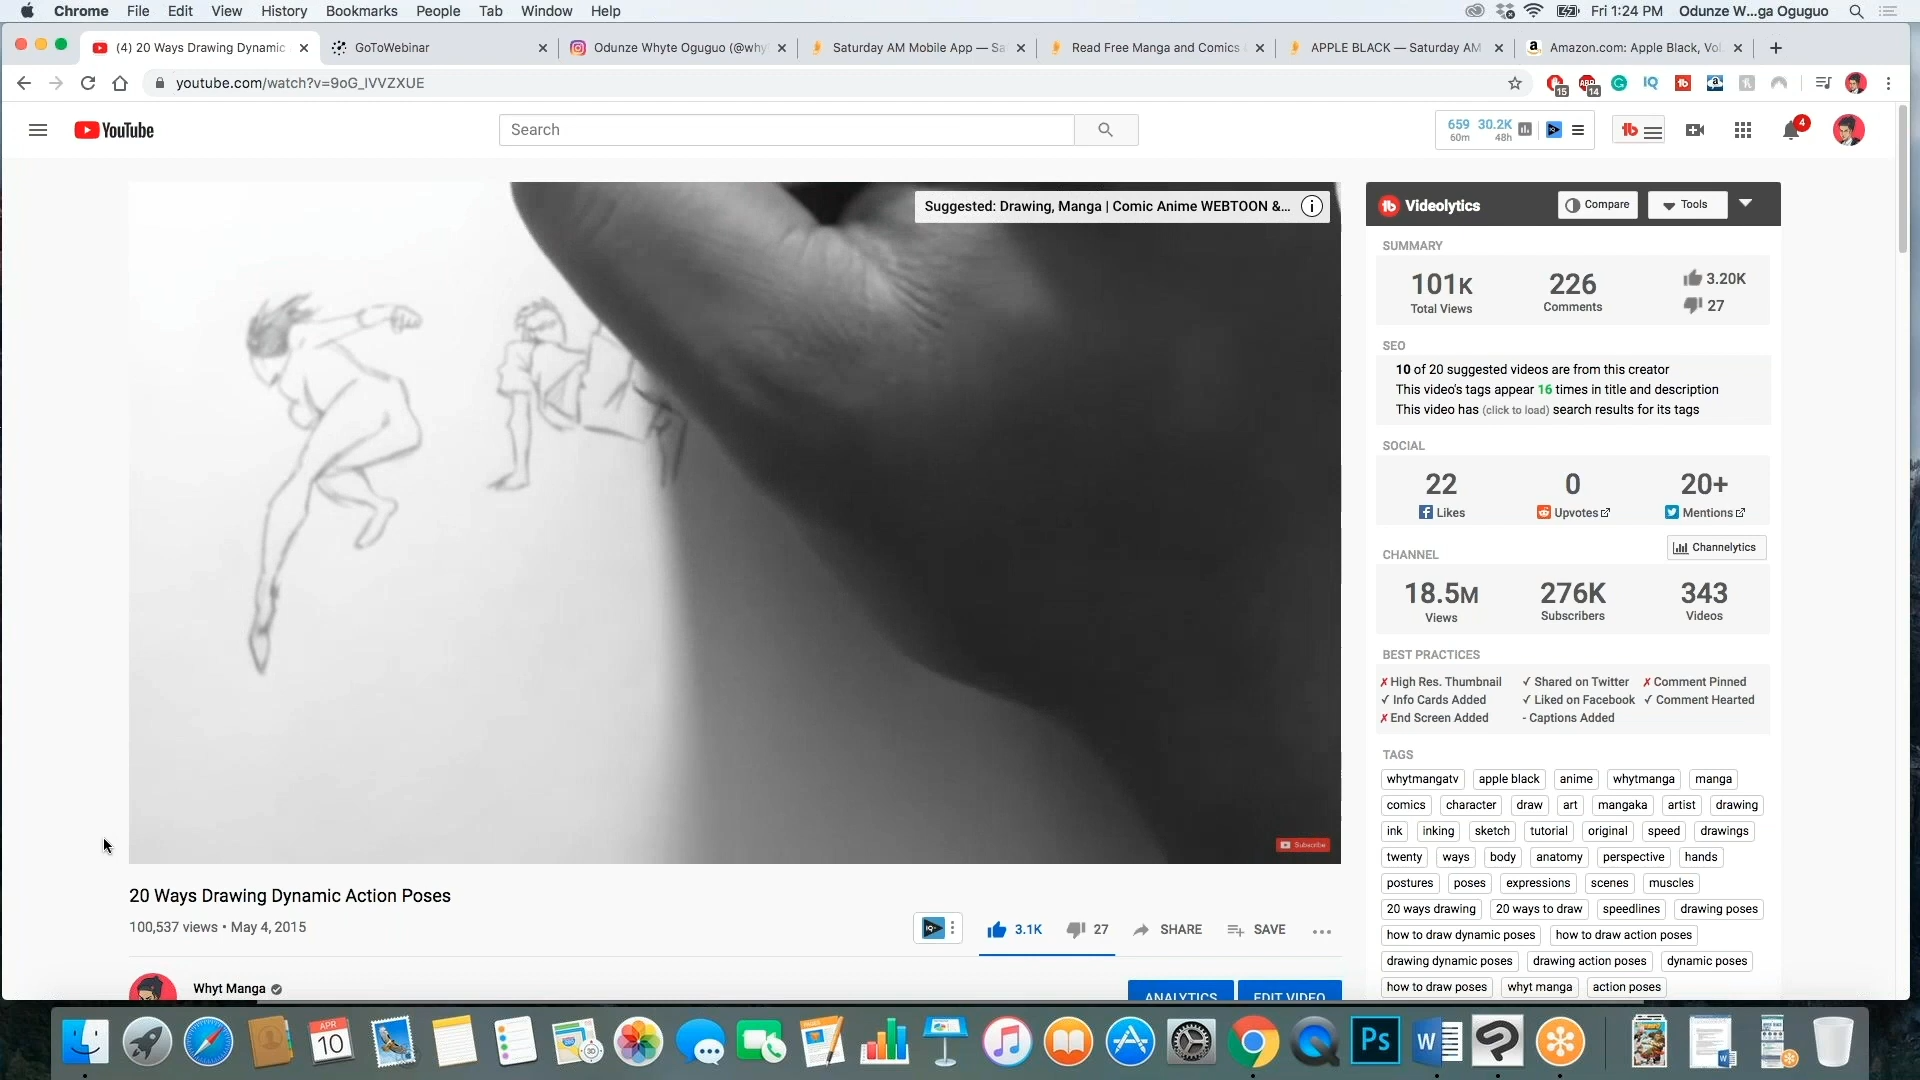 Chrome File Edit View History Bookmarks People Tab Window Help
Fri 1:24 PM Odunze W...ga Oguguo
(4) 20 Ways Drawing Dynamic
GoToWebinar
Odunze Whyte Oguguo (@why
Saturday AM Mobile App — Sa
Read Free Manga and Comics
APPLE BLACK — Saturday AM
Amazon.com: Apple Black, Vol.
youtube.com/watch?v=9oG_IVVZXUE
15
ABP
14
IQ
YouTube
Search
659 30.2K
60m 48h
4
Suggested: Drawing, Manga | Comic Anime WEBTOON &...
Subscribe
20 Ways Drawing Dynamic Action Poses
100,537 views • May 4, 2015
3.1K 27 SHARE SAVE
Whyt Manga
ANALYTICS EDIT VIDEO
Videolytics Compare Tools
SUMMARY
101K 226 3.20K
Total Views Comments 27
SEO
10 of 20 suggested videos are from this creator
This video's tags appear 16 times in title and description
This video has (click to load) search results for its tags
SOCIAL
22 0 20+
Likes Upvotes Mentions
CHANNEL Channelytics
18.5M 276K 343
Views Subscribers Videos
BEST PRACTICES
✗ High Res. Thumbnail ✓ Shared on Twitter ✗ Comment Pinned
✓ Info Cards Added ✓ Liked on Facebook ✓ Comment Hearted
✗ End Screen Added - Captions Added
TAGS
whytmangatv apple black anime whytmanga manga
comics character draw art mangaka artist drawing
ink inking sketch tutorial original speed drawings
twenty ways body anatomy perspective hands
postures poses expressions scenes muscles
20 ways drawing 20 ways to draw speedlines drawing poses
how to draw dynamic poses how to draw action poses
drawing dynamic poses drawing action poses dynamic poses
how to draw poses whyt manga action poses
APR
10
PAGES
3D
Ps
W